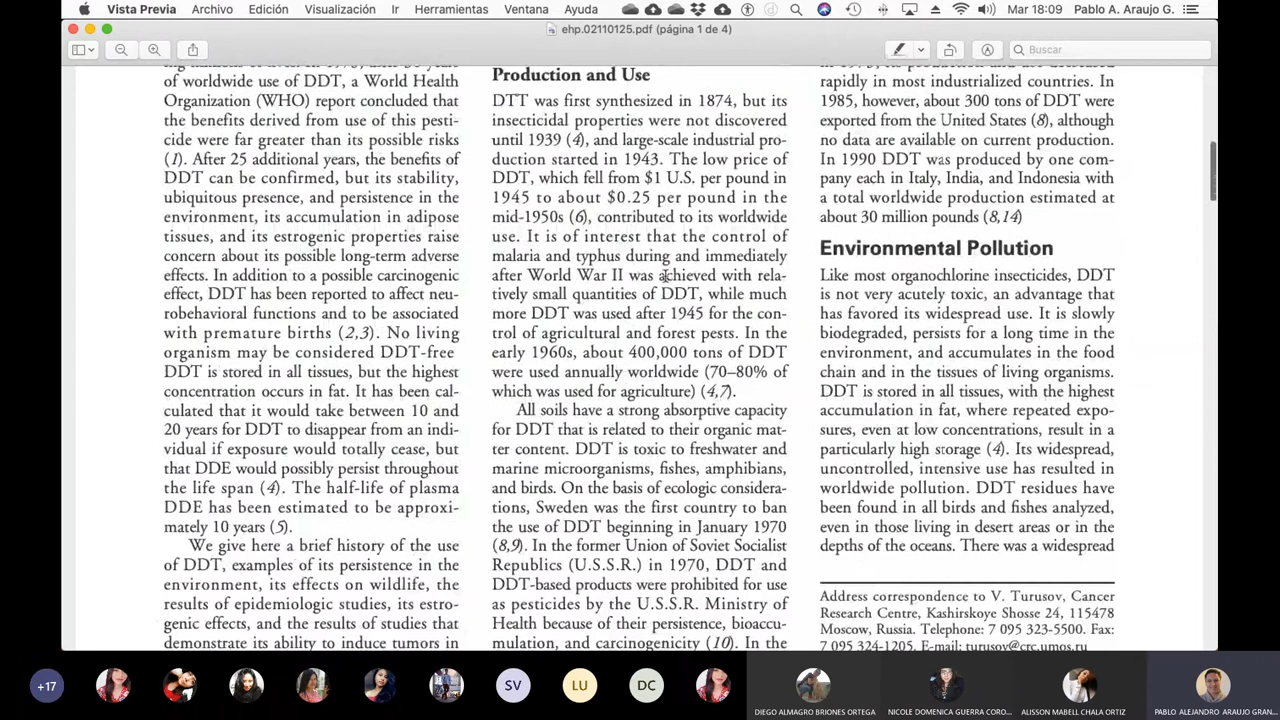 Vista Previa Archivo Edición Visualización Ir Herramientas Ventana Ayuda Mar 18:09 Pablo A. Araujo G.
ehp.02110125.pdf (página 1 de 4)
Buscar
of worldwide use of DDT, a World Health
Organization (WHO) report concluded that
the benefits derived from use of this pesti-
cide were far greater than its possible risks
(1). After 25 additional years, the benefits of
DDT can be confirmed, but its stability,
ubiquitous presence, and persistence in the
environment, its accumulation in adipose
tissues, and its estrogenic properties raise
concern about its possible long-term adverse
effects. In addition to a possible carcinogenic
effect, DDT has been reported to affect neu-
robehavioral functions and to be associated
with premature births (2,3). No living
organism may be considered DDT-free
DDT is stored in all tissues, but the highest
concentration occurs in fat. It has been cal-
culated that it would take between 10 and
20 years for DDT to disappear from an indi-
vidual if exposure would totally cease, but
that DDE would possibly persist throughout
the life span (4). The half-life of plasma
DDE has been estimated to be approxi-
mately 10 years (5).
We give here a brief history of the use
of DDT, examples of its persistence in the
environment, its effects on wildlife, the
results of epidemiologic studies, its estro-
genic effects, and the results of studies that
demonstrate its ability to induce tumors in
Production and Use
DTT was first synthesized in 1874, but its
insecticidal properties were not discovered
until 1939 (4), and large-scale industrial pro-
duction started in 1943. The low price of
DDT, which fell from $1 U.S. per pound in
1945 to about $0.25 per pound in the
mid-1950s (6), contributed to its worldwide
use. It is of interest that the control of
malaria and typhus during and immediately
after World War II was achieved with rela-
tively small quantities of DDT, while much
more DDT was used after 1945 for the con-
trol of agricultural and forest pests. In the
early 1960s, about 400,000 tons of DDT
were used annually worldwide (70–80% of
which was used for agriculture) (4,7).
All soils have a strong absorptive capacity
for DDT that is related to their organic mat-
ter content. DDT is toxic to freshwater and
marine microorganisms, fishes, amphibians,
and birds. On the basis of ecologic considera-
tions, Sweden was the first country to ban
the use of DDT beginning in January 1970
(8,9). In the former Union of Soviet Socialist
Republics (U.S.S.R.) in 1970, DDT and
DDT-based products were prohibited for use
as pesticides by the U.S.S.R. Ministry of
Health because of their persistence, bioaccu-
mulation, and carcinogenicity (10). In the
rapidly in most industrialized countries. In
1985, however, about 300 tons of DDT were
exported from the United States (8), although
no data are available on current production.
In 1990 DDT was produced by one com-
pany each in Italy, India, and Indonesia with
a total worldwide production estimated at
about 30 million pounds (8,14)
Environmental Pollution
Like most organochlorine insecticides, DDT
is not very acutely toxic, an advantage that
has favored its widespread use. It is slowly
biodegraded, persists for a long time in the
environment, and accumulates in the food
chain and in the tissues of living organisms.
DDT is stored in all tissues, with the highest
accumulation in fat, where repeated expo-
sures, even at low concentrations, result in a
particularly high storage (4). Its widespread,
uncontrolled, intensive use has resulted in
worldwide pollution. DDT residues have
been found in all birds and fishes analyzed,
even in those living in desert areas or in the
depths of the oceans. There was a widespread
Address correspondence to V. Turusov, Cancer
Research Centre, Kashirskoye Shosse 24, 115478
Moscow, Russia. Telephone: 7 095 323-5500. Fax:
7 095 324-1205. E-mail: turusov@crc.umos.ru
+17 SV LU DC
DIEGO ALMAGRO BRIONES ORTEGA NICOLE DOMENICA GUERRA CORO... ALISSON MABELL CHALA ORTIZ PABLO ALEJANDRO ARAUJO GRAN...